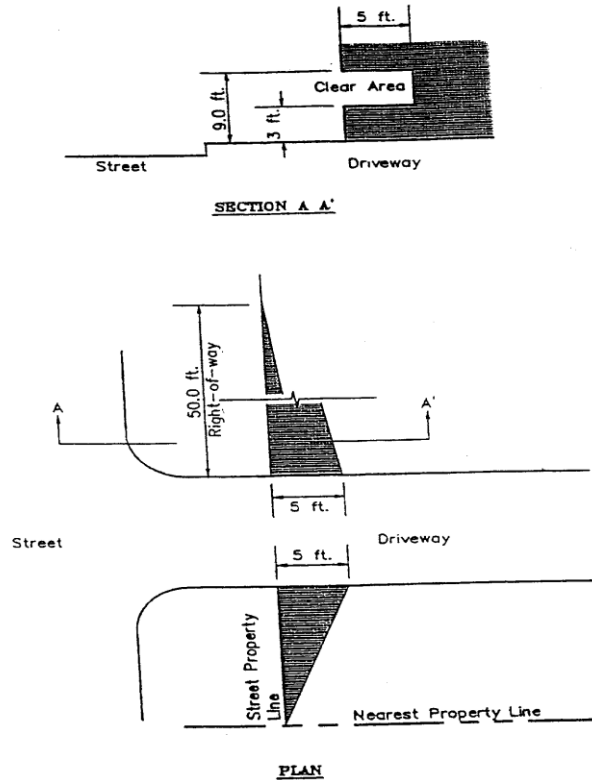 5 ft.
Clear Area
9.0 ft.
3 ft.
Street
Driveway
SECTION A A'
50.0 ft.
Right-of-way
A
A'
5 ft.
Street
Driveway
5 ft.
Street Property
Line
Nearest Property Line
PLAN